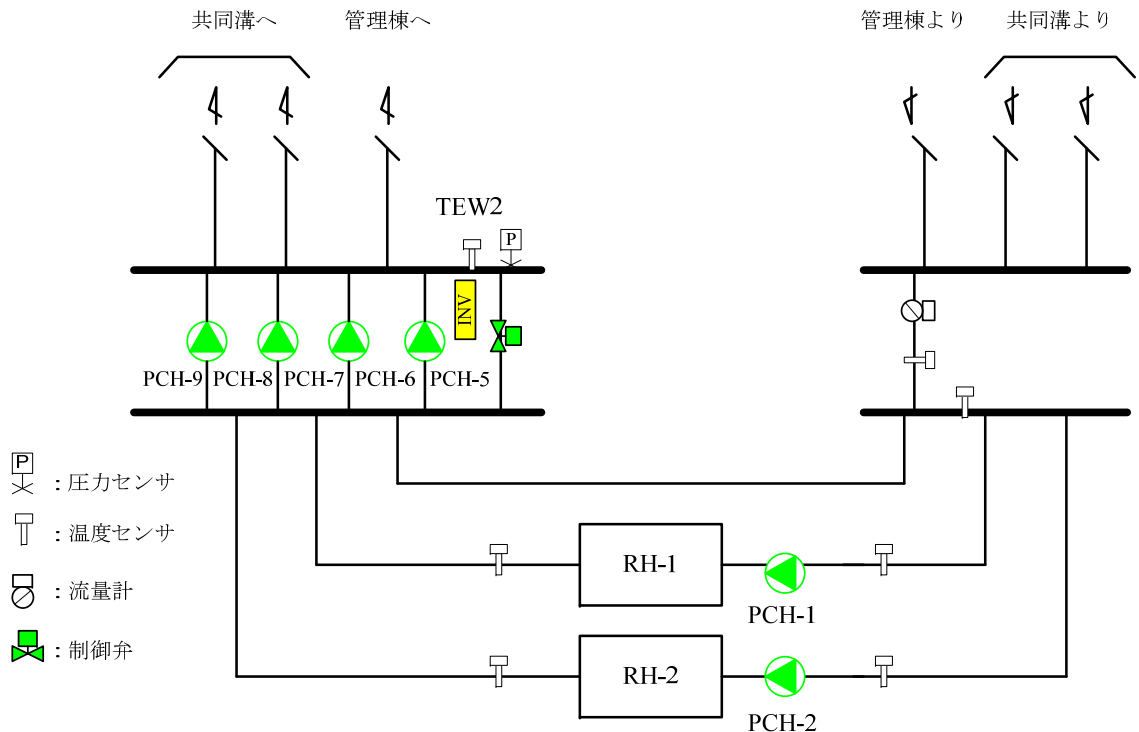 共同溝へ
管理棟へ
管理棟より
共同溝より
TEW2
P
INV
PCH-9
PCH-8
PCH-7
PCH-6
PCH-5
P
:圧力センサ
:温度センサ
:流量計
:制御弁
RH-1
PCH-1
RH-2
PCH-2